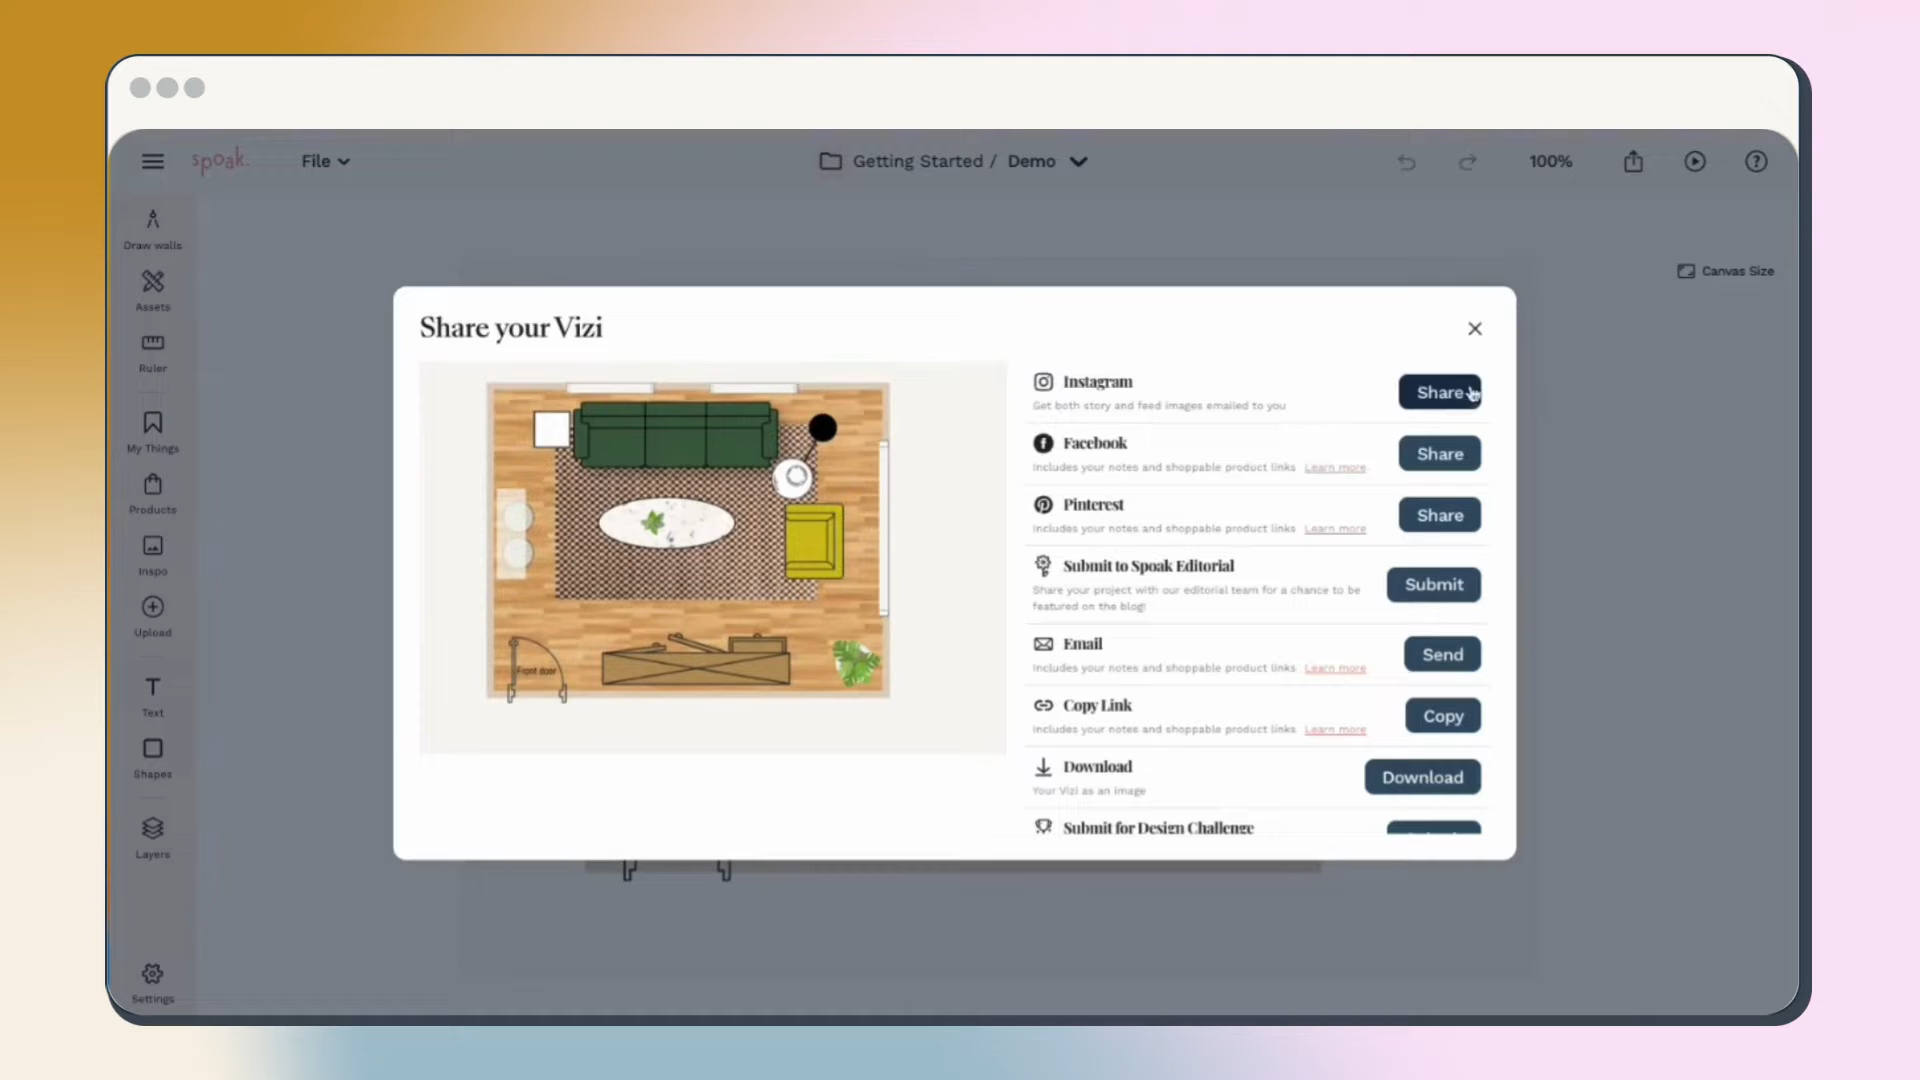 spoak.
File
Getting Started / Demo
100%
Draw walls
Assets
Ruler
My Things
Products
Inspo
Upload
Text
Shapes
Layers
Settings
Canvas Size
Share your Vizi
Front door
Instagram
Get both story and feed images emailed to you
Share
Facebook
Includes your notes and shoppable product links Learn more
Share
Pinterest
Includes your notes and shoppable product links Learn more
Share
Submit to Spoak Editorial
Share your project with our editorial team for a chance to be
featured on the blog!
Submit
Email
Includes your notes and shoppable product links Learn more
Send
Copy Link
Includes your notes and shoppable product links Learn more
Copy
Download
Your Vizi as an image
Download
Submit for Design Challenge